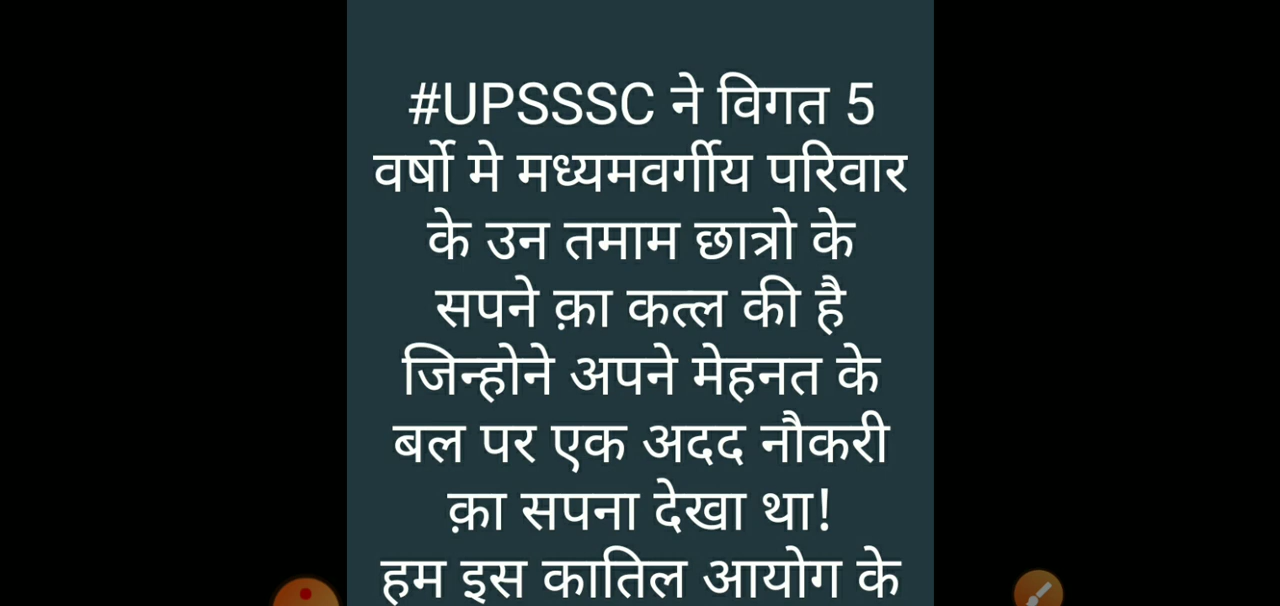 #UPSSSC ने विगत 5
वर्षो मे मध्यमवर्गीय परिवार
के उन तमाम छात्रो के
सपने क़ा कत्ल की है
जिन्होने अपने मेहनत के
बल पर एक अदद नौकरी
क़ा सपना देखा था!
हम इस कातिल आयोग के